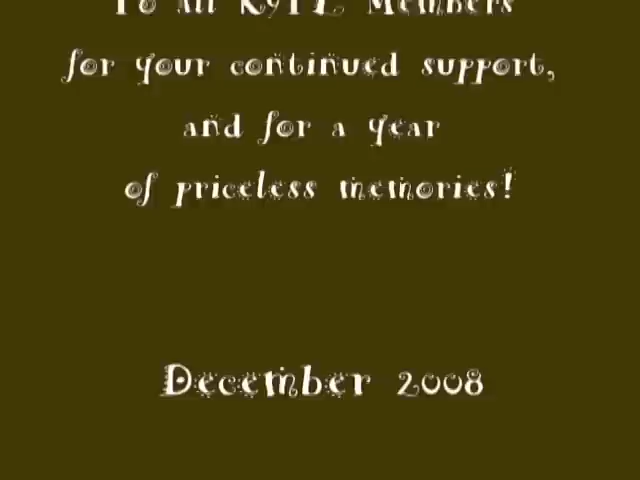 To all Members
for your continued support,
and for a year
of priceless memories!
December 2008